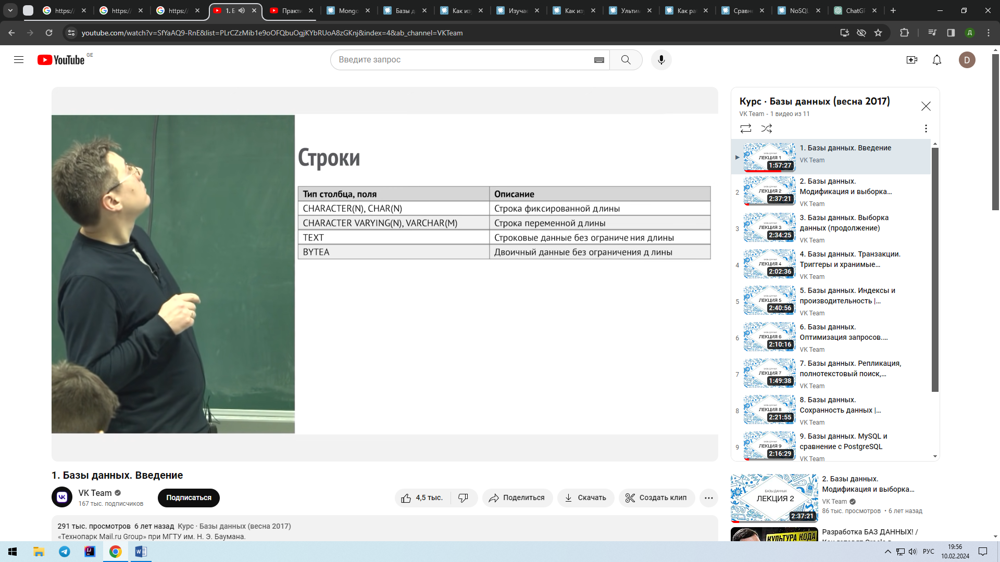 https:/
https:/
https:/
1. Б
Практи
Mongo
Базы д
Как из
Изучае
Как из
Ультим
Как ра
Сравне
NoSQL
ChatGP
youtube.com/watch?v=SfYaAQ9-RnE&list=PLrCZzMib1e9oOFQbuOgjKYbRUoA8zGKnj&index=4&ab_channel=VKTeam
Д
YouTube GE
Введите запрос
D
Строки
Тип столбца, поля Описание
CHARACTER(N), CHAR(N) Строка фиксированной длины
CHARACTER VARYING(N), VARCHAR(M) Строка переменной длины
TEXT Строковые данные без ограничения длины
BYTEA Двоичный данные без ограничения длины
Курс · Базы данных (весна 2017)
VK Team - 1 видео из 11
ЛЕКЦИЯ 1
1:57:27
1. Базы данных. Введение
VK Team
2
ЛЕКЦИЯ 2
2:37:21
2. Базы данных.
Модификация и выборка...
VK Team
3
ЛЕКЦИЯ 3
2:34:25
3. Базы данных. Выборка
данных (продолжение)
VK Team
4
ЛЕКЦИЯ 4
2:02:36
4. Базы данных. Транзакции.
Триггеры и хранимые...
VK Team
5
ЛЕКЦИЯ 5
2:40:56
5. Базы данных. Индексы и
производительность |...
VK Team
6
ЛЕКЦИЯ 6
2:10:16
6. Базы данных.
Оптимизация запросов....
VK Team
7
ЛЕКЦИЯ 7
1:49:38
7. Базы данных. Репликация,
полнотекстовый поиск,...
VK Team
8
ЛЕКЦИЯ 8
2:21:55
8. Базы данных.
Сохранность данных |...
VK Team
9
ЛЕКЦИЯ 9
2:16:29
9. Базы данных. MySQL и
сравнение с PostgreSQL
VK Team
1. Базы данных. Введение
VK Team
167 тыс. подписчиков
Подписаться
4,5 тыс.
Поделиться
Скачать
Создать клип
291 тыс. просмотров 6 лет назад Курс · Базы данных (весна 2017)
«Технопарк Mail.ru Group» при МГТУ им. Н. Э. Баумана.
БАЗЫ ДАННЫХ
ЛЕКЦИЯ 2
2:37:21
2. Базы данных.
Модификация и выборка...
VK Team
86 тыс. просмотров • 6 лет назад
КУЛЬТУРА КОДА
Разработка БАЗ ДАННЫХ! /
РУС
19:56
10.02.2024